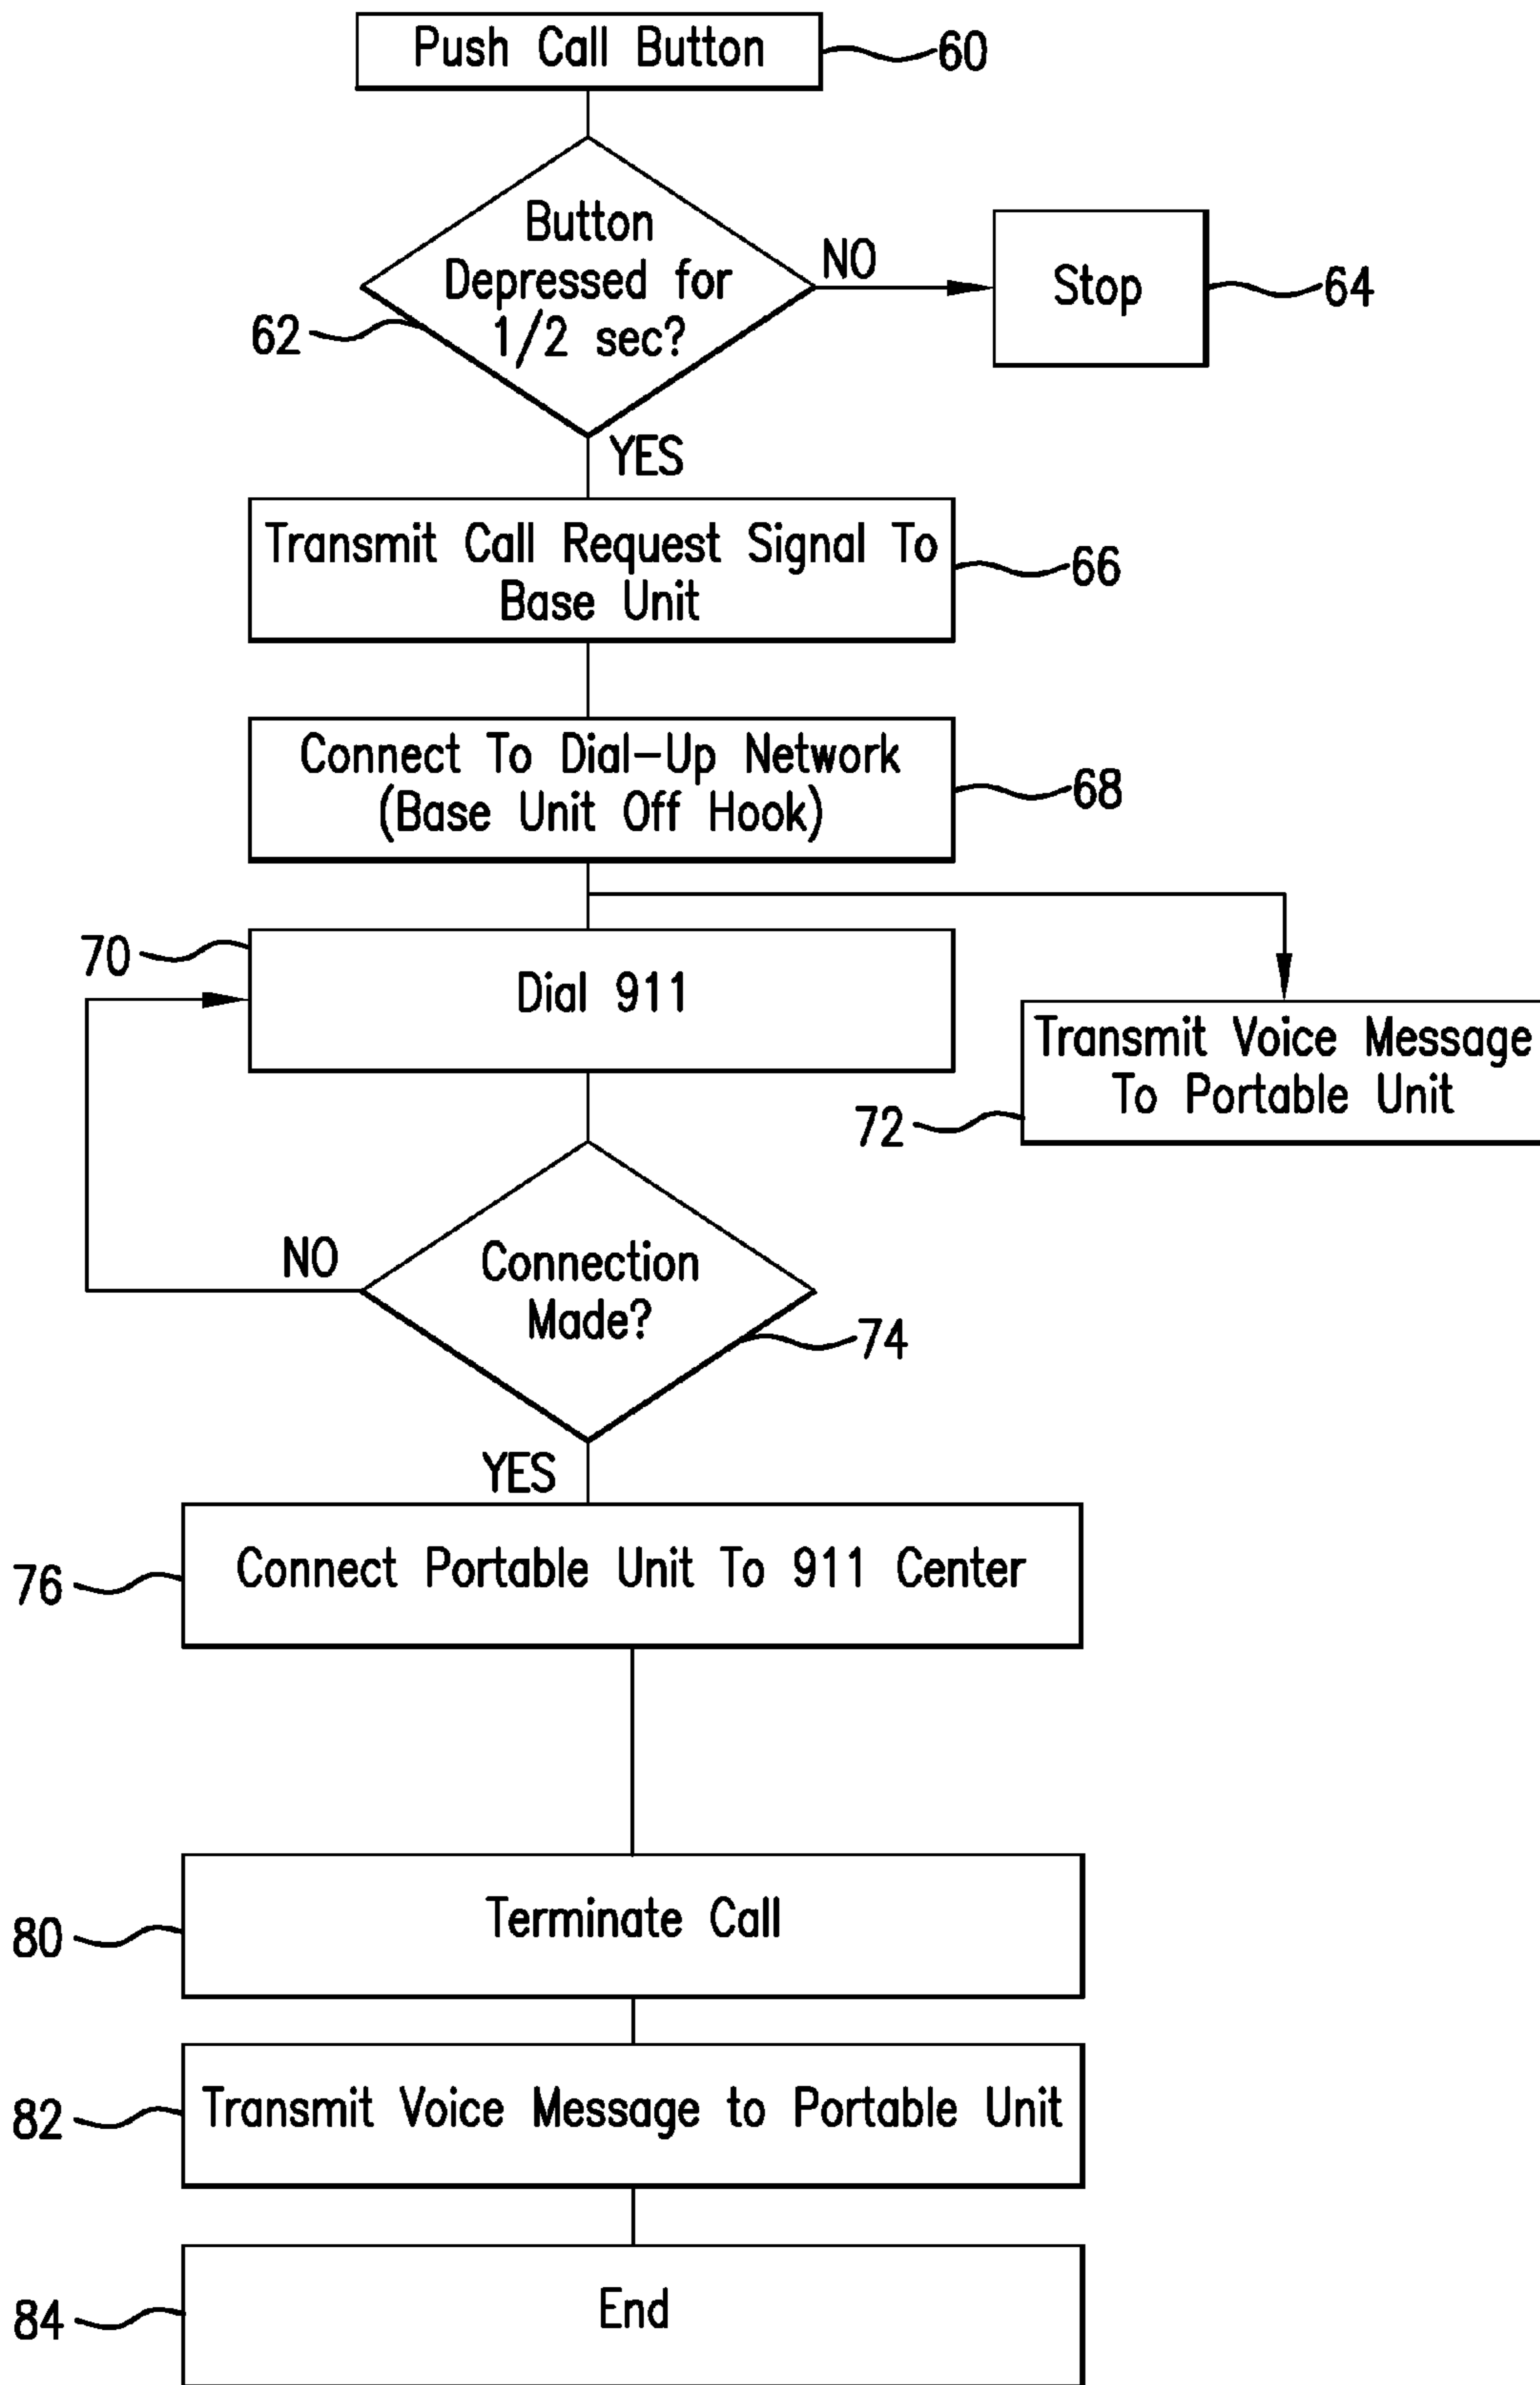 Push Call Button
60
Button
Depressed for
1/2 sec?
62
NO
Stop
64
YES
Transmit Call Request Signal To
Base Unit
66
Connect To Dial-Up Network
(Base Unit Off Hook)
68
70
Dial 911
Transmit Voice Message
To Portable Unit
72
NO
Connection
Made?
74
YES
76
Connect Portable Unit To 911 Center
80
Terminate Call
82
Transmit Voice Message to Portable Unit
84
End